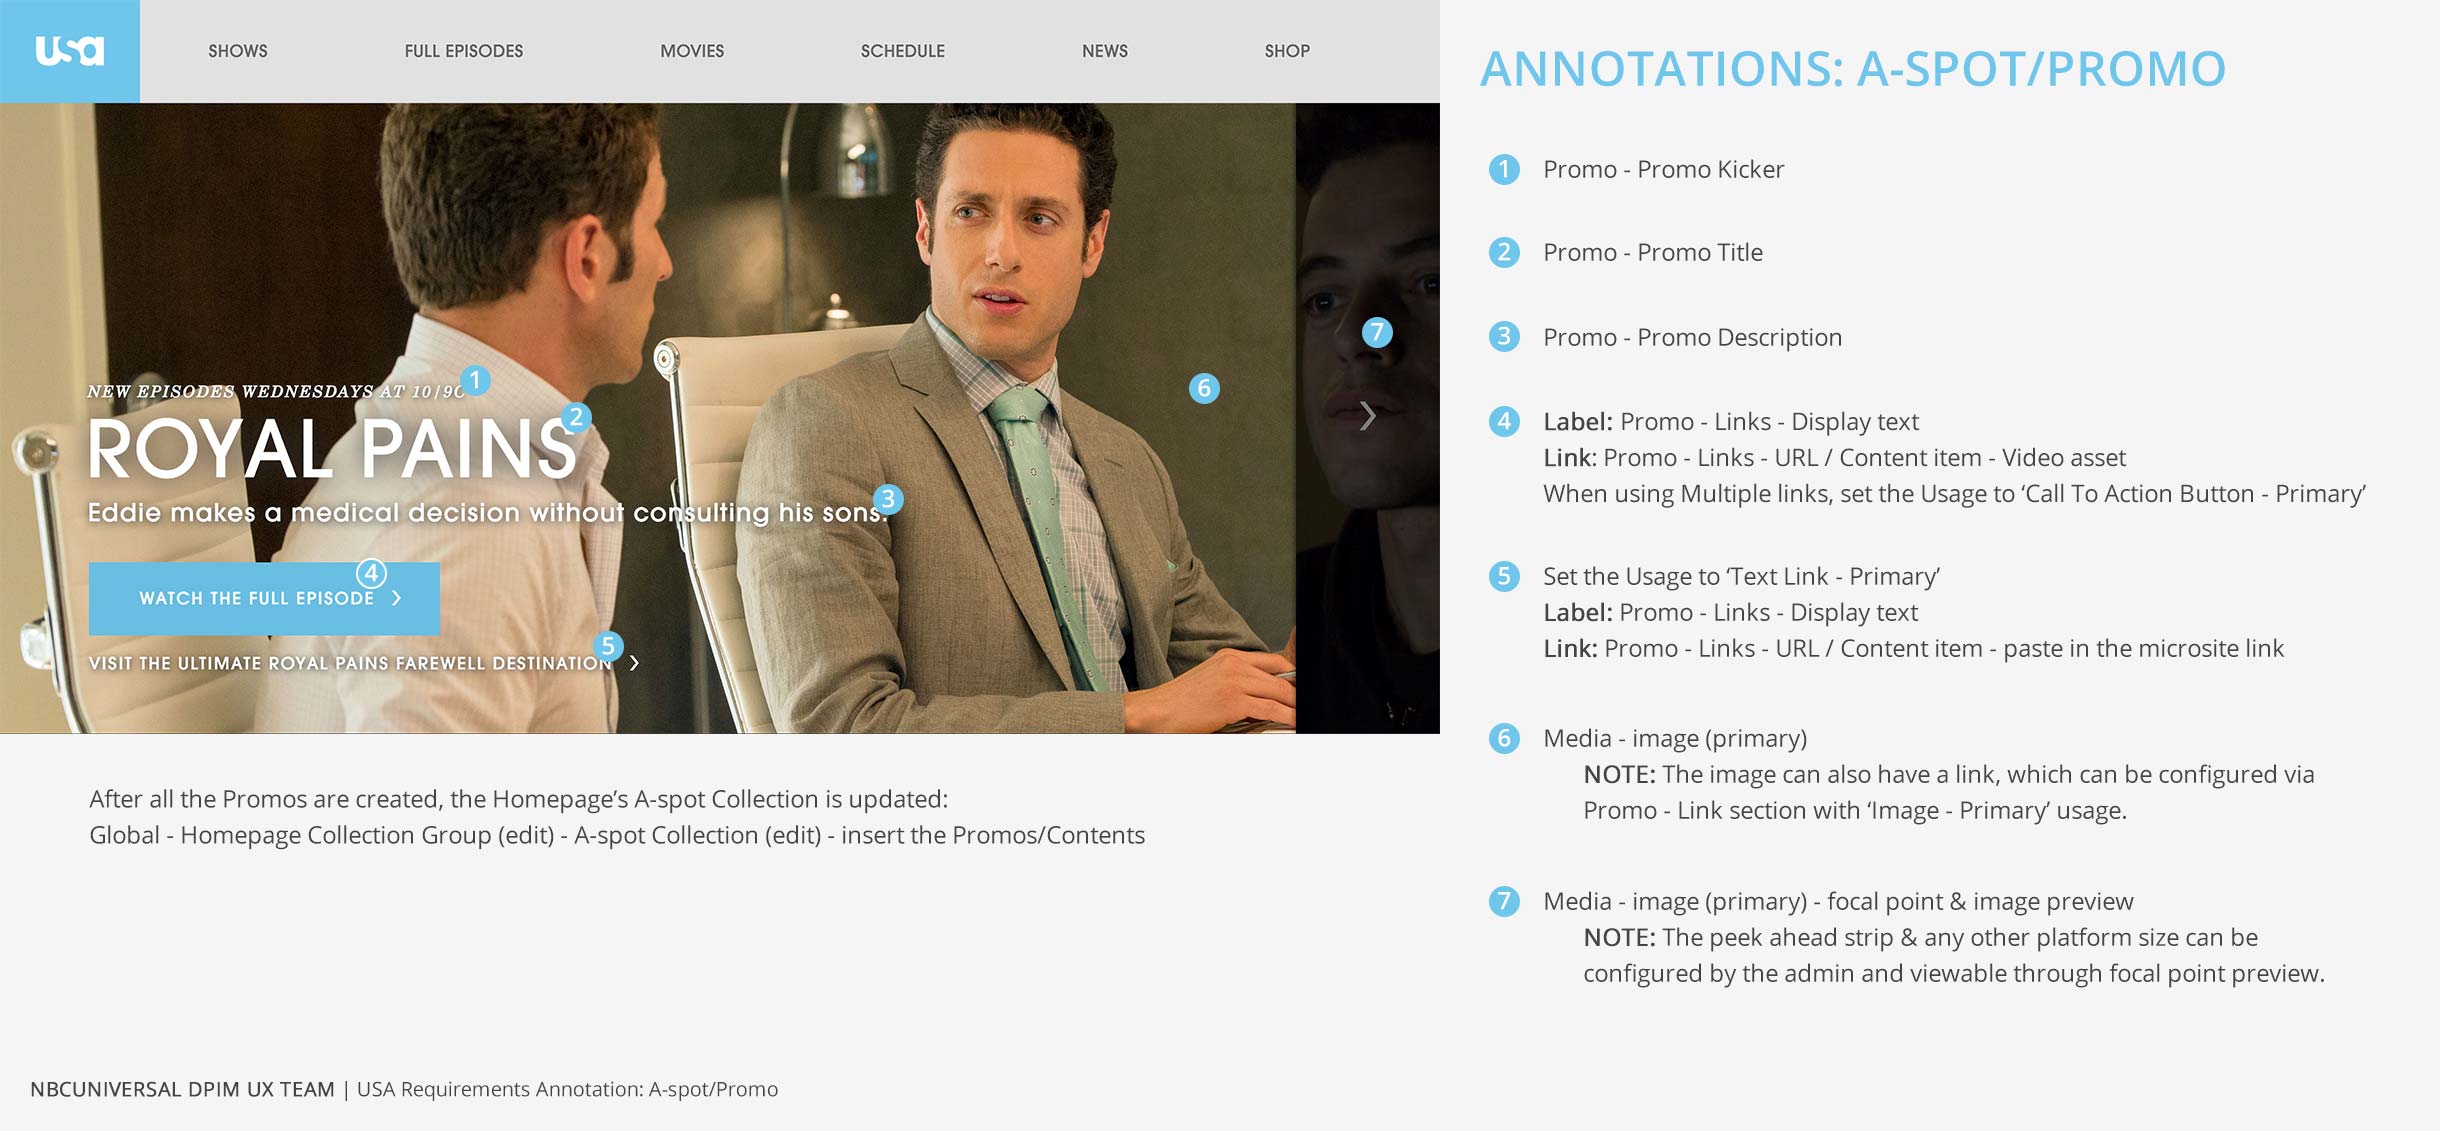 usa
SHOWS
FULL EPISODES
MOVIES
SCHEDULE
NEWS
SHOP
NEW EPISODES WEDNESDAYS AT 10/9C
1
ROYAL PAINS
2
Eddie makes a medical decision without consulting his sons.
3
WATCH THE FULL EPISODE >
4
VISIT THE ULTIMATE ROYAL PAINS FAREWELL DESTINATION >
5
6
7
>
After all the Promos are created, the Homepage’s A-spot Collection is updated:
Global - Homepage Collection Group (edit) - A-spot Collection (edit) - insert the Promos/Contents
ANNOTATIONS: A-SPOT/PROMO
1 Promo - Promo Kicker
2 Promo - Promo Title
3 Promo - Promo Description
4 Label: Promo - Links - Display text
Link: Promo - Links - URL / Content item - Video asset
When using Multiple links, set the Usage to ‘Call To Action Button - Primary’
5 Set the Usage to ‘Text Link - Primary’
Label: Promo - Links - Display text
Link: Promo - Links - URL / Content item - paste in the microsite link
6 Media - image (primary)
NOTE: The image can also have a link, which can be configured via
Promo - Link section with ‘Image - Primary’ usage.
7 Media - image (primary) - focal point & image preview
NOTE: The peek ahead strip & any other platform size can be
configured by the admin and viewable through focal point preview.
NBCUNIVERSAL DPIM UX TEAM | USA Requirements Annotation: A-spot/Promo